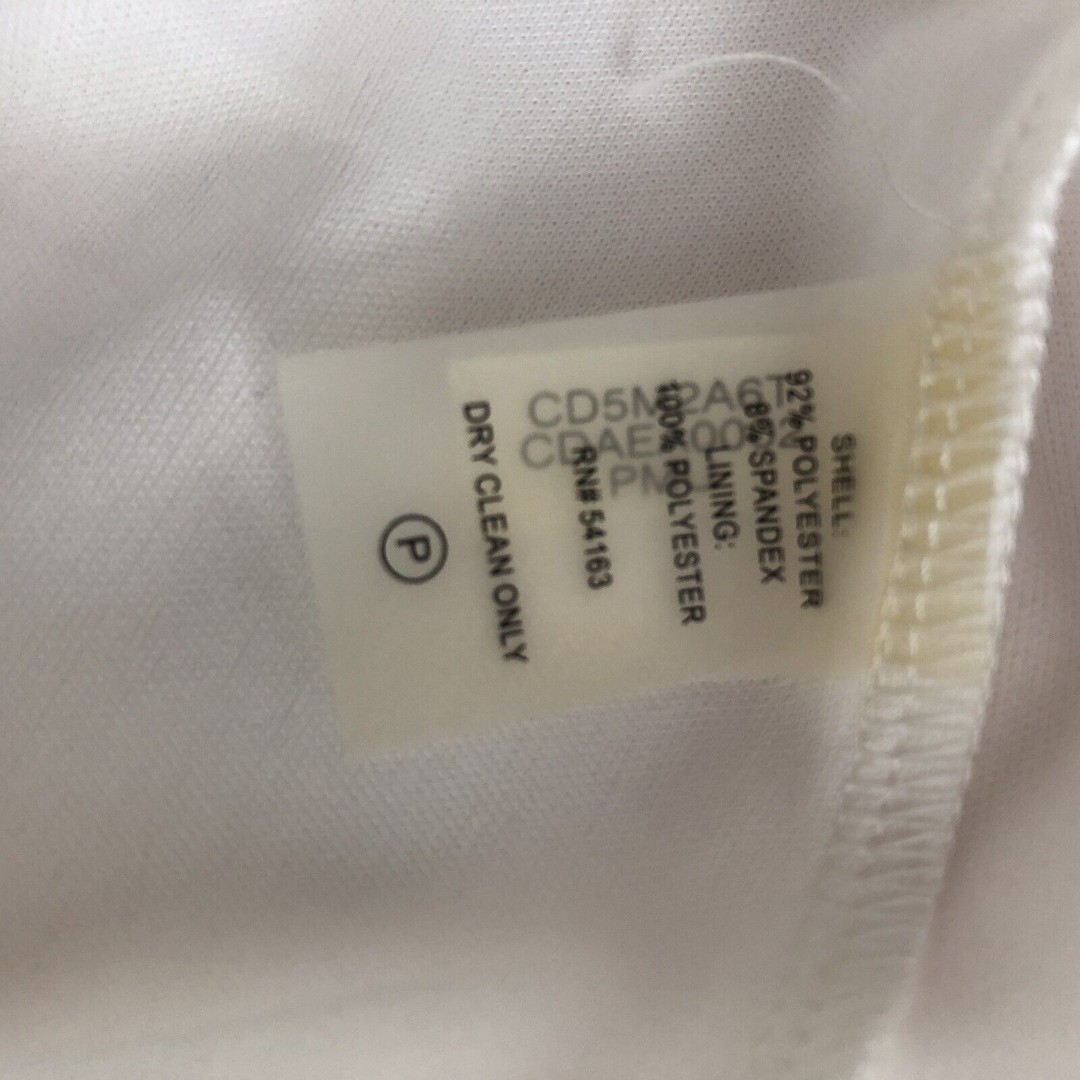 SHELL:
92% POLYESTER
8% SPANDEX
LINING:
100% POLYESTER
RN# 54163
DRY CLEAN ONLY
P